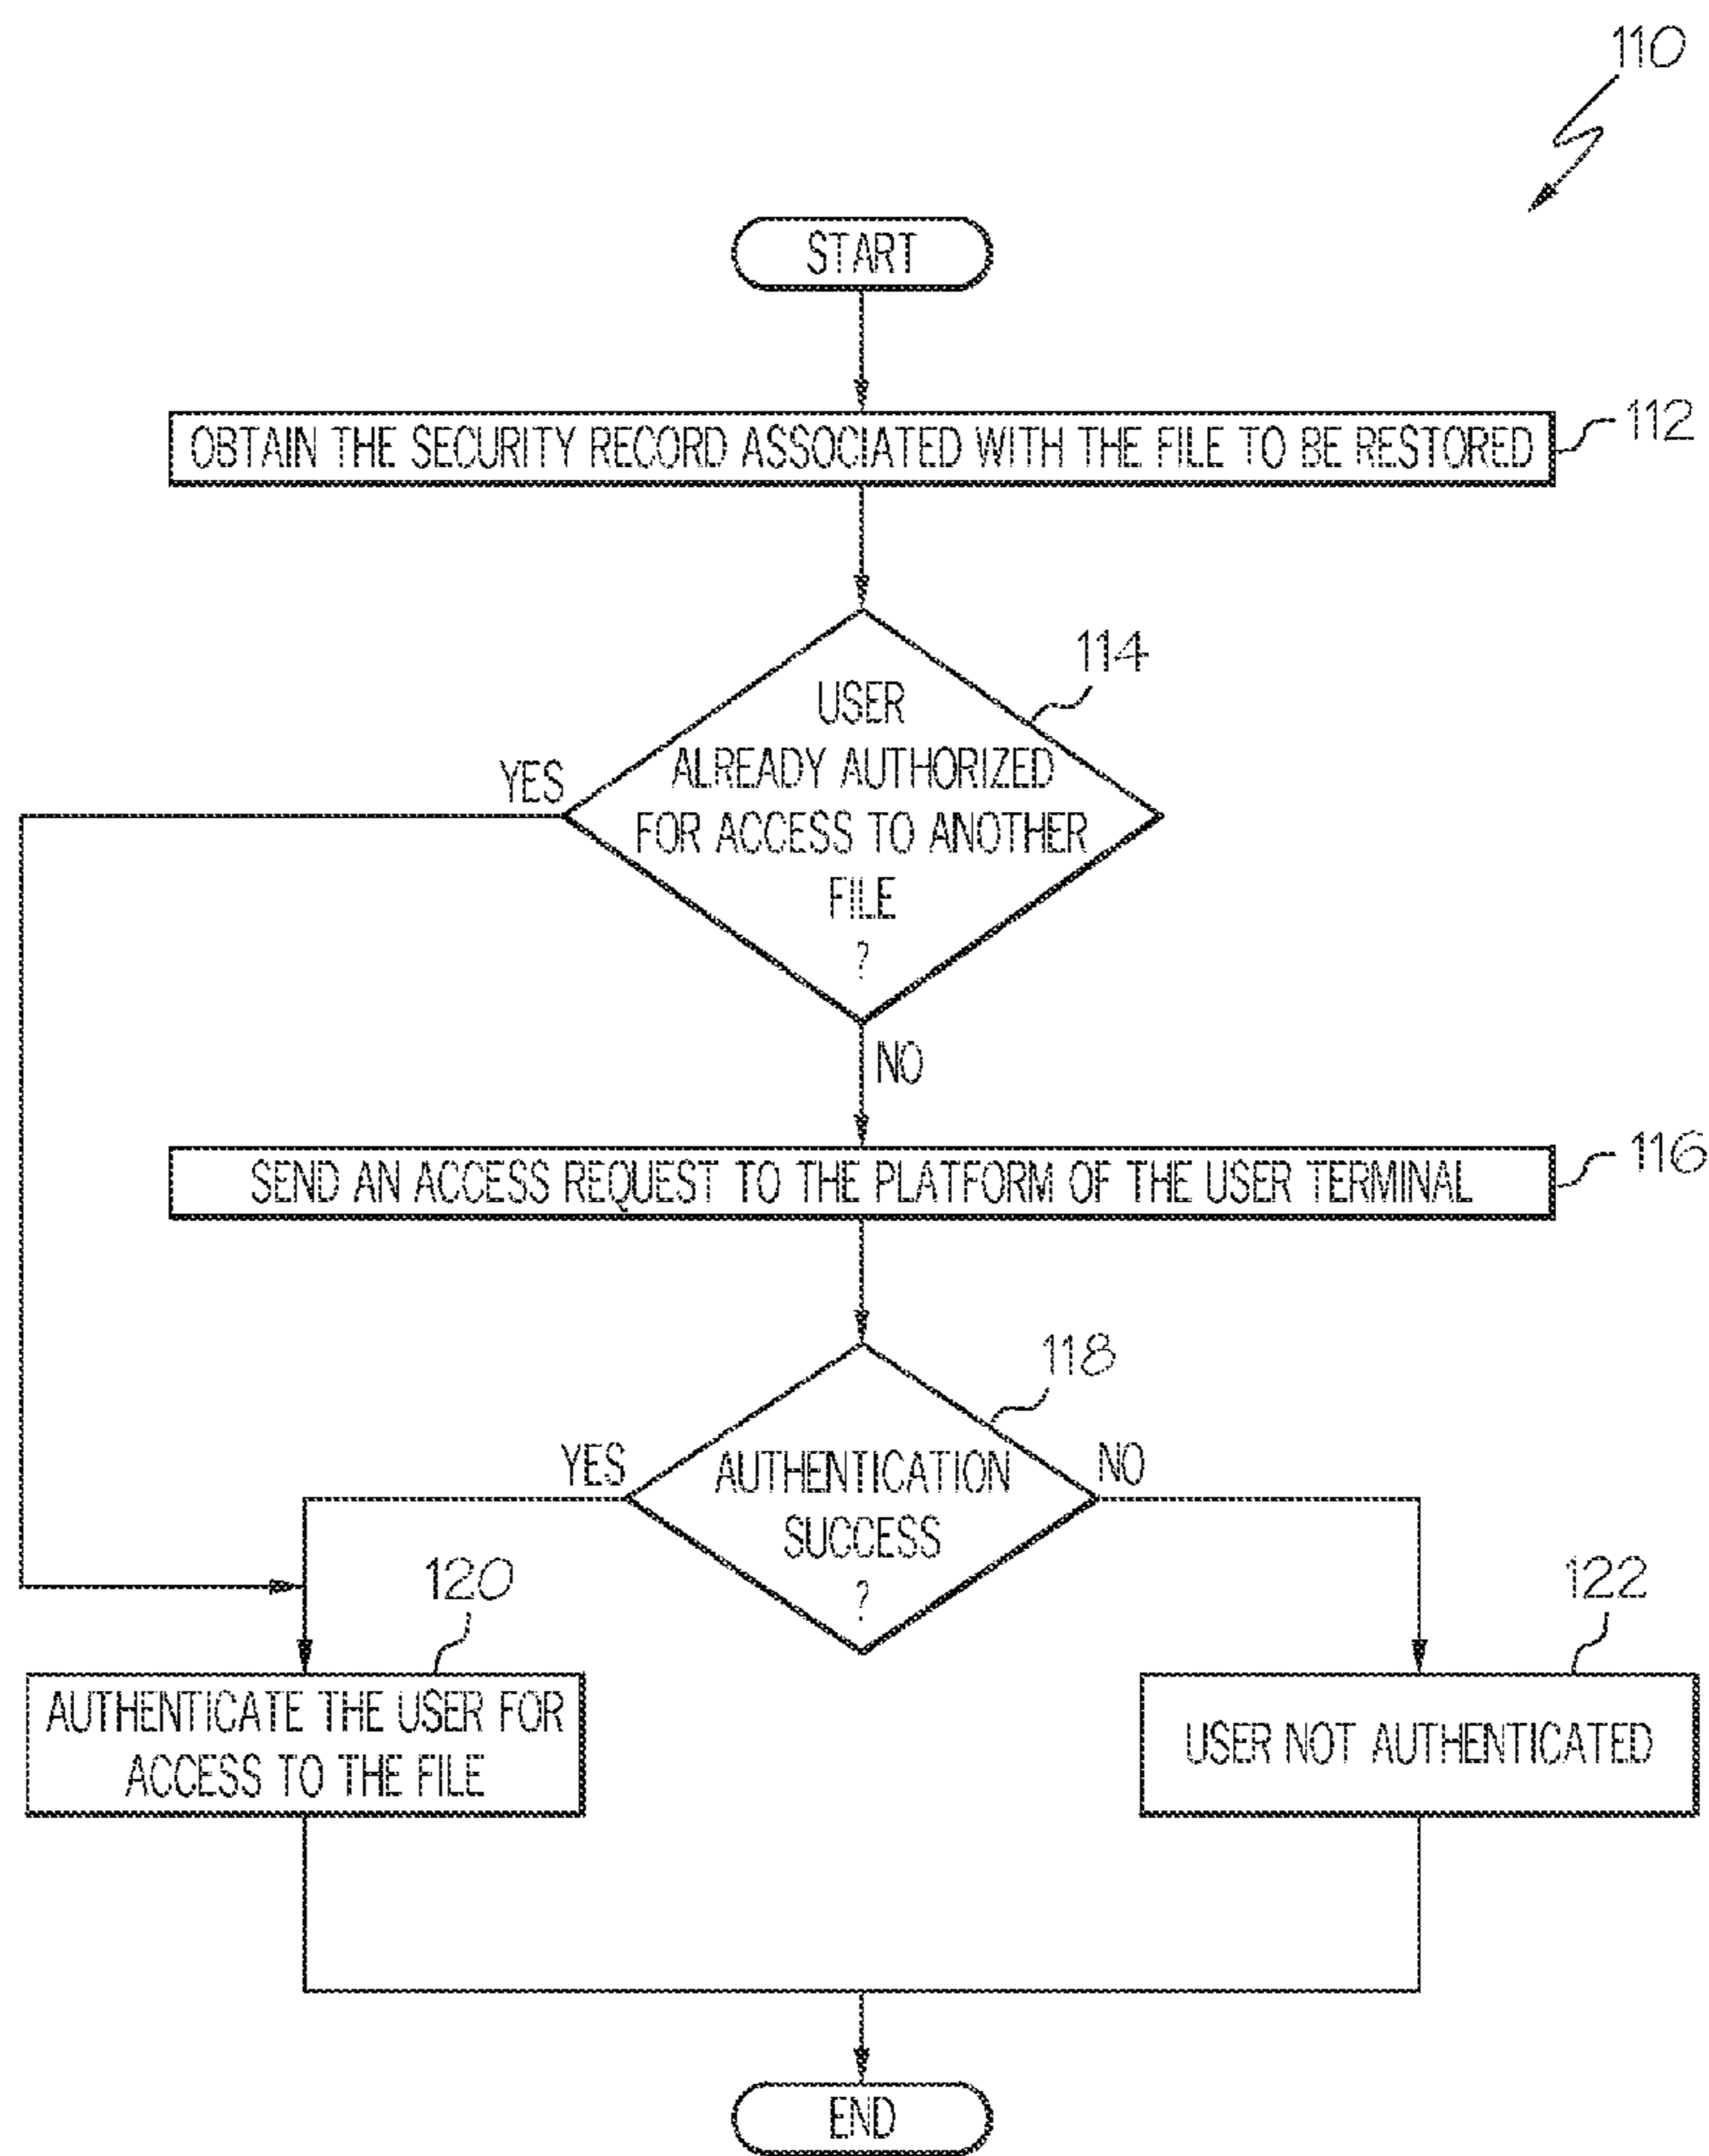 110
START
OBTAIN THE SECURITY RECORD ASSOCIATED WITH THE FILE TO BE RESTORED
112
114
USER
ALREADY AUTHORIZED
FOR ACCESS TO ANOTHER
FILE
?
YES
NO
SEND AN ACCESS REQUEST TO THE PLATFORM OF THE USER TERMINAL
116
118
AUTHENTICATION
SUCCESS
?
YES
NO
120
AUTHENTICATE THE USER FOR
ACCESS TO THE FILE
122
USER NOT AUTHENTICATED
END